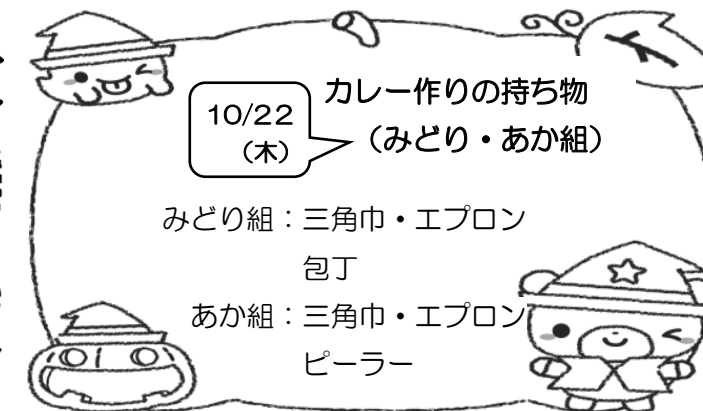 10/22
（木）
カレー作りの持ち物
（みどり・あか組）
みどり組：三角巾・エプロン
包丁
あか組：三角巾・エプロン
ピーラー